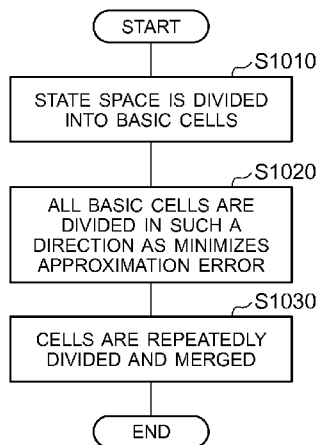 START
S1010
STATE SPACE IS DIVIDED
INTO BASIC CELLS
S1020
ALL BASIC CELLS ARE
DIVIDED IN SUCH A
DIRECTION AS MINIMIZES
APPROXIMATION ERROR
S1030
CELLS ARE REPEATEDLY
DIVIDED AND MERGED
END